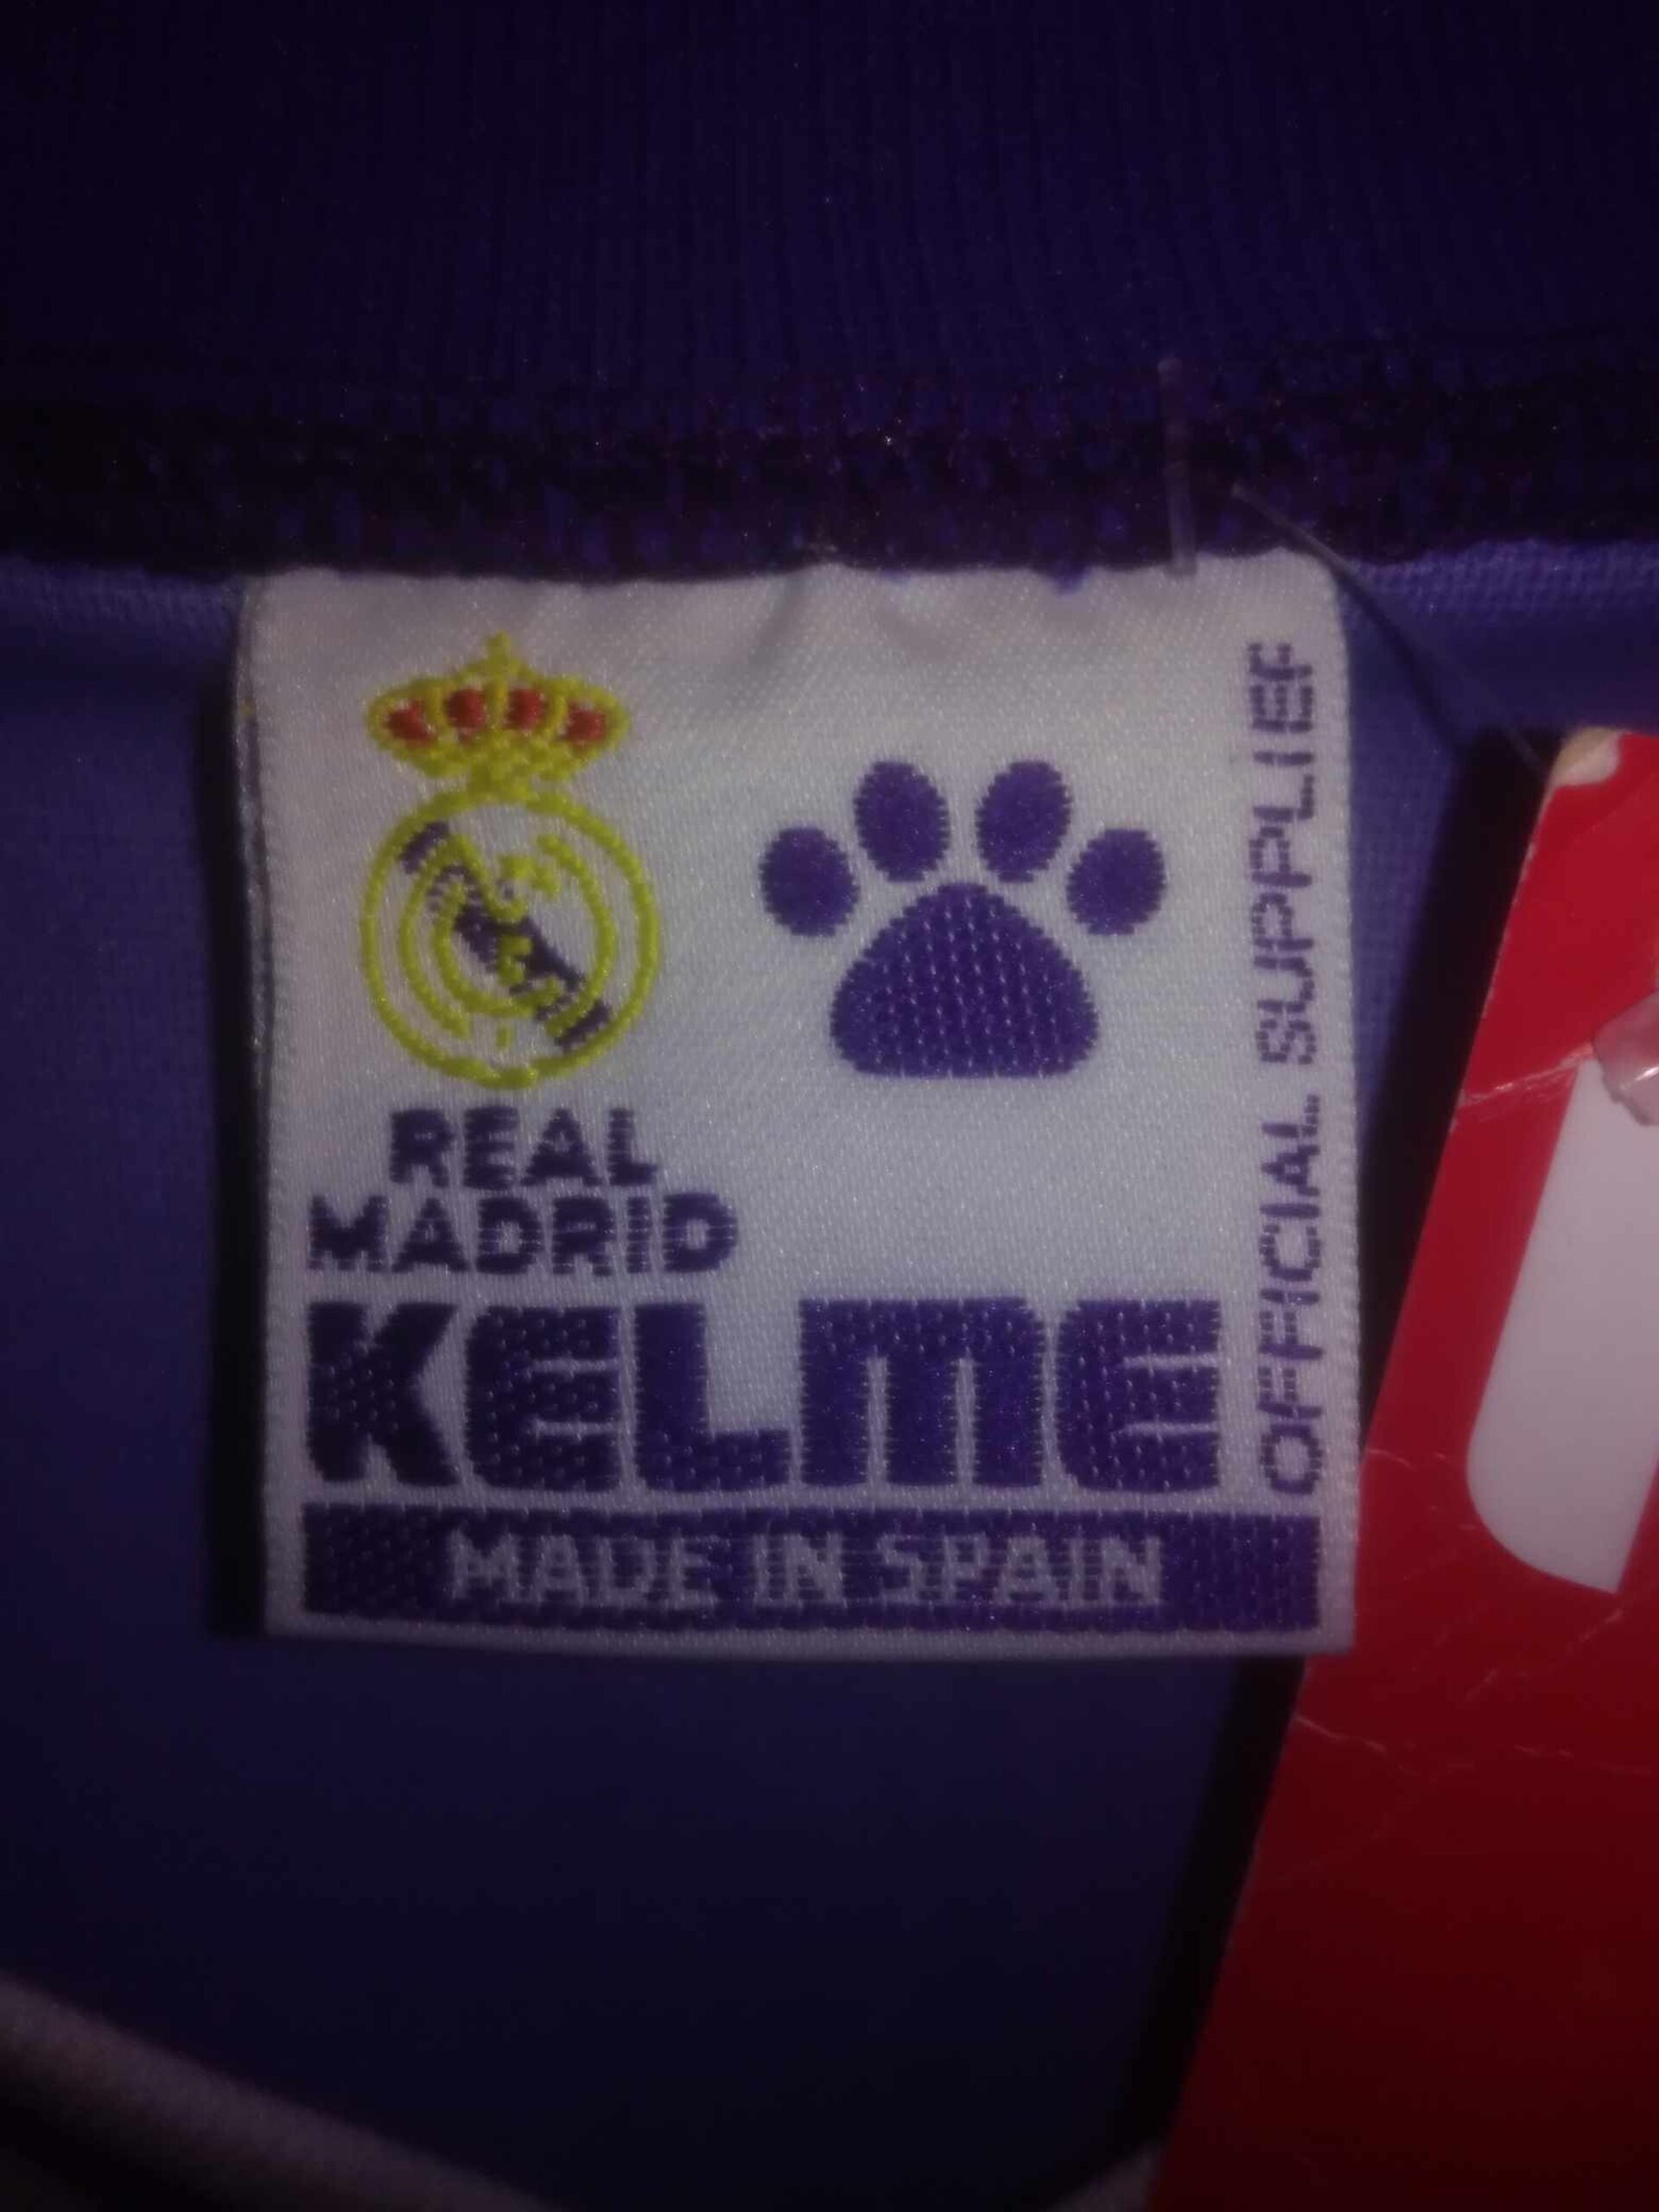 REAL
MADRID
KELME
MADE IN SPAIN
OFFICIAL SUPPLIER